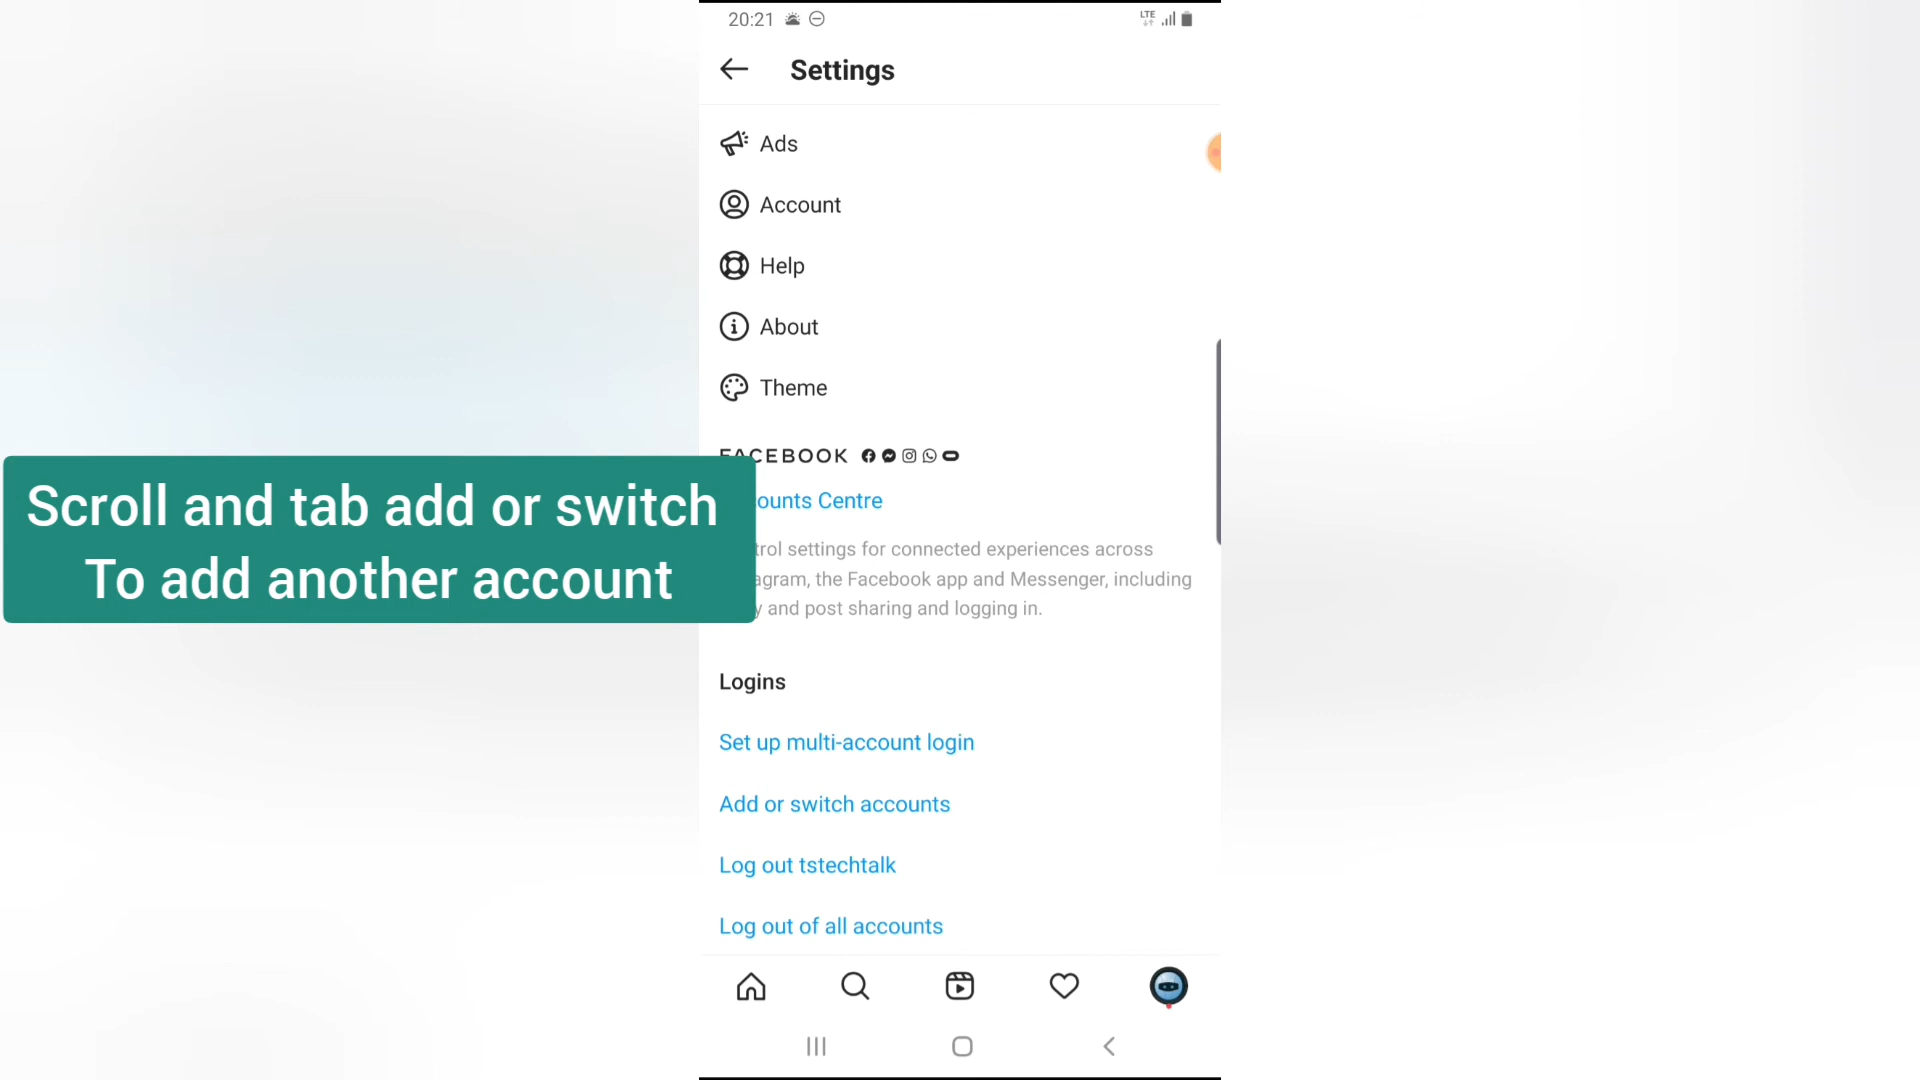 20:21
LTE
Settings
Ads
Account
Help
About
Theme
FACEBOOK
Scroll and tab add or switch
To add another account
ounts Centre
trol settings for connected experiences across
agram, the Facebook app and Messenger, including
y and post sharing and logging in.
Logins
Set up multi-account login
Add or switch accounts
Log out tstechtalk
Log out of all accounts